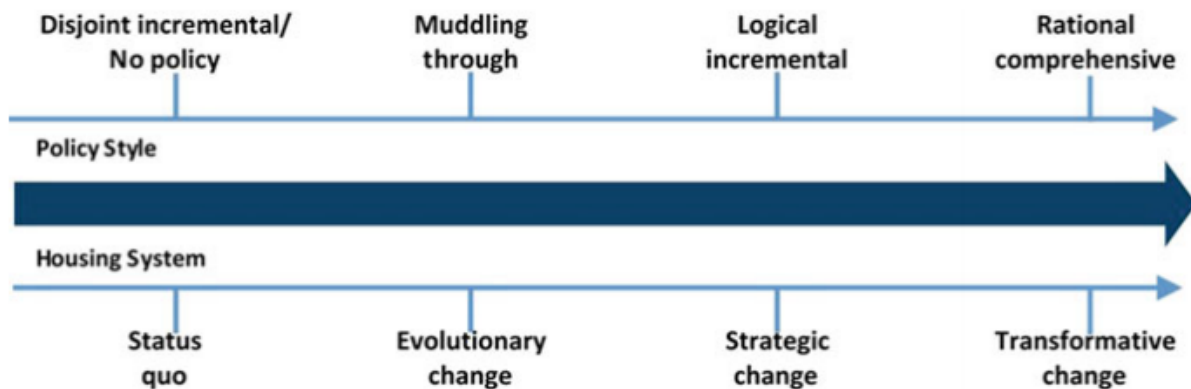 Disjoint incremental/
No policy
Muddling
through
Logical
incremental
Rational
comprehensive
Policy Style
Housing System
Status
quo
Evolutionary
change
Strategic
change
Transformative
change